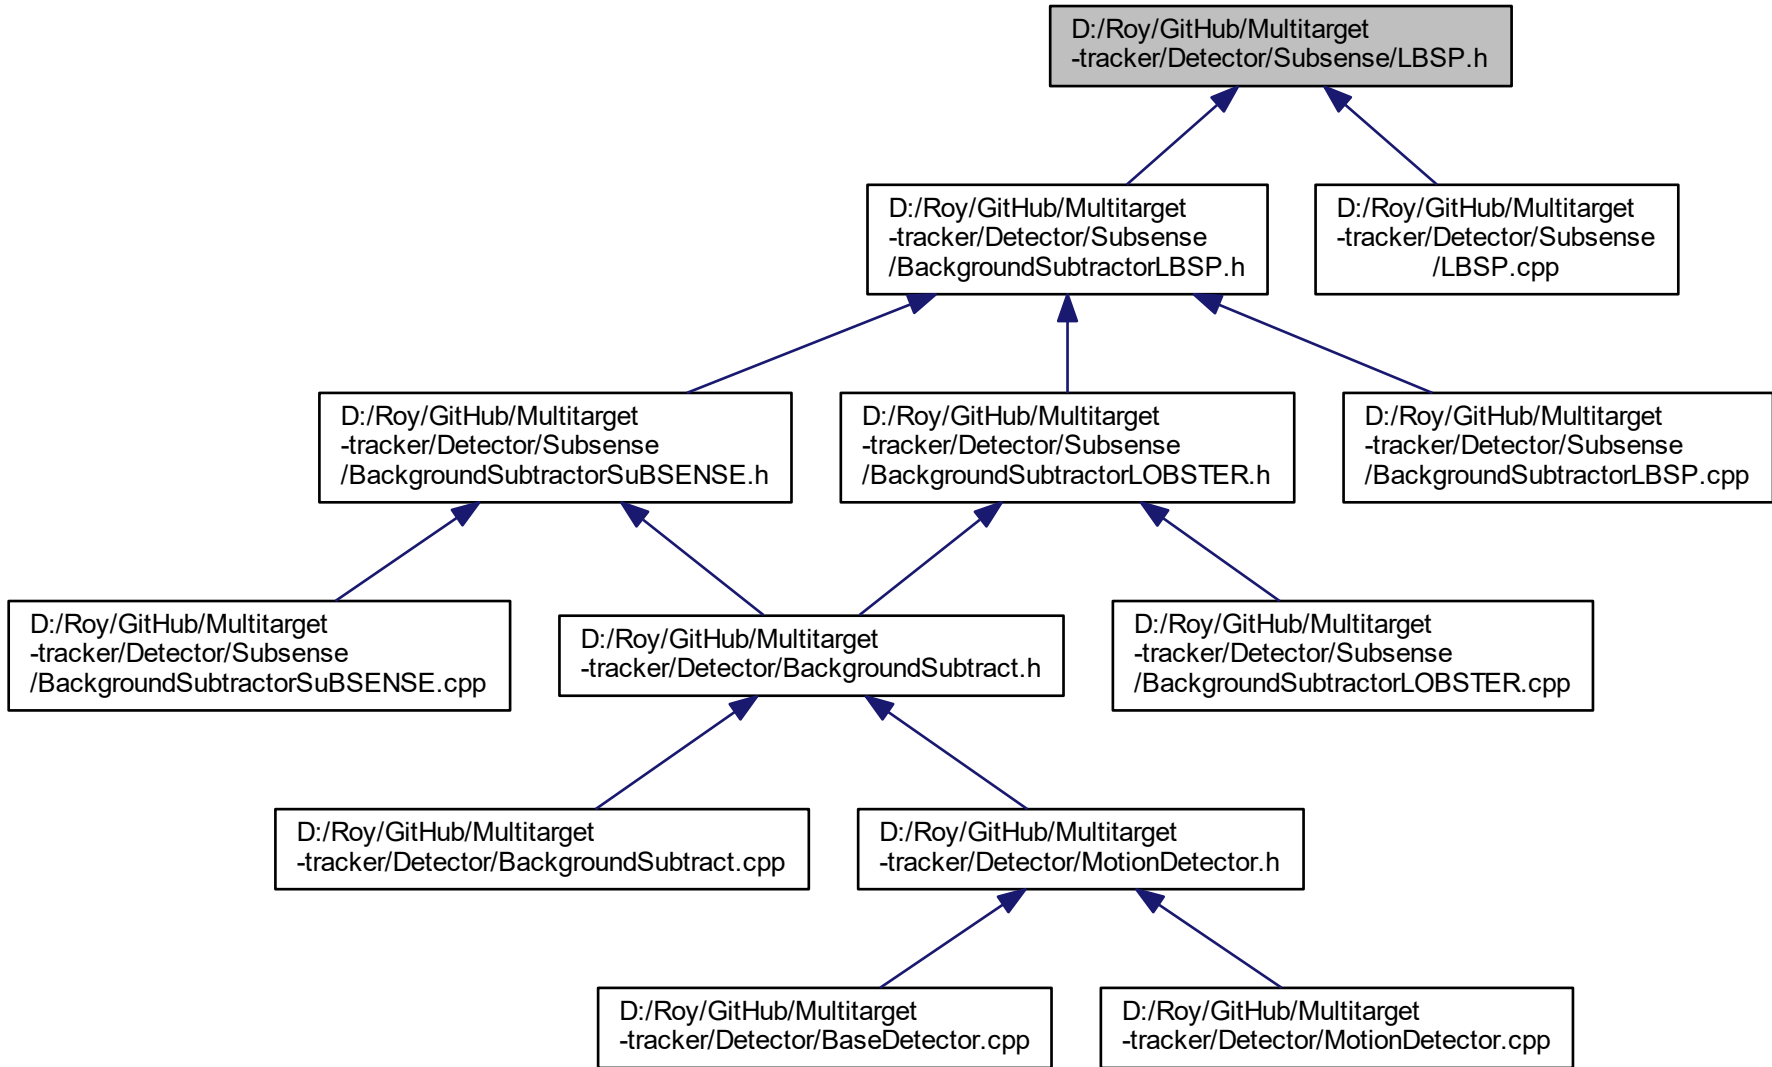 D:/Roy/GitHub/Multitarget
-tracker/Detector/Subsense/LBSP.h
D:/Roy/GitHub/Multitarget
-tracker/Detector/Subsense
/BackgroundSubtractorLBSP.h
D:/Roy/GitHub/Multitarget
-tracker/Detector/Subsense
/LBSP.cpp
D:/Roy/GitHub/Multitarget
-tracker/Detector/Subsense
/BackgroundSubtractorSuBSENSE.h
D:/Roy/GitHub/Multitarget
-tracker/Detector/Subsense
/BackgroundSubtractorLOBSTER.h
D:/Roy/GitHub/Multitarget
-tracker/Detector/Subsense
/BackgroundSubtractorLBSP.cpp
D:/Roy/GitHub/Multitarget
-tracker/Detector/Subsense
/BackgroundSubtractorSuBSENSE.cpp
D:/Roy/GitHub/Multitarget
-tracker/Detector/BackgroundSubtract.h
D:/Roy/GitHub/Multitarget
-tracker/Detector/Subsense
/BackgroundSubtractorLOBSTER.cpp
D:/Roy/GitHub/Multitarget
-tracker/Detector/BackgroundSubtract.cpp
D:/Roy/GitHub/Multitarget
-tracker/Detector/MotionDetector.h
D:/Roy/GitHub/Multitarget
-tracker/Detector/BaseDetector.cpp
D:/Roy/GitHub/Multitarget
-tracker/Detector/MotionDetector.cpp